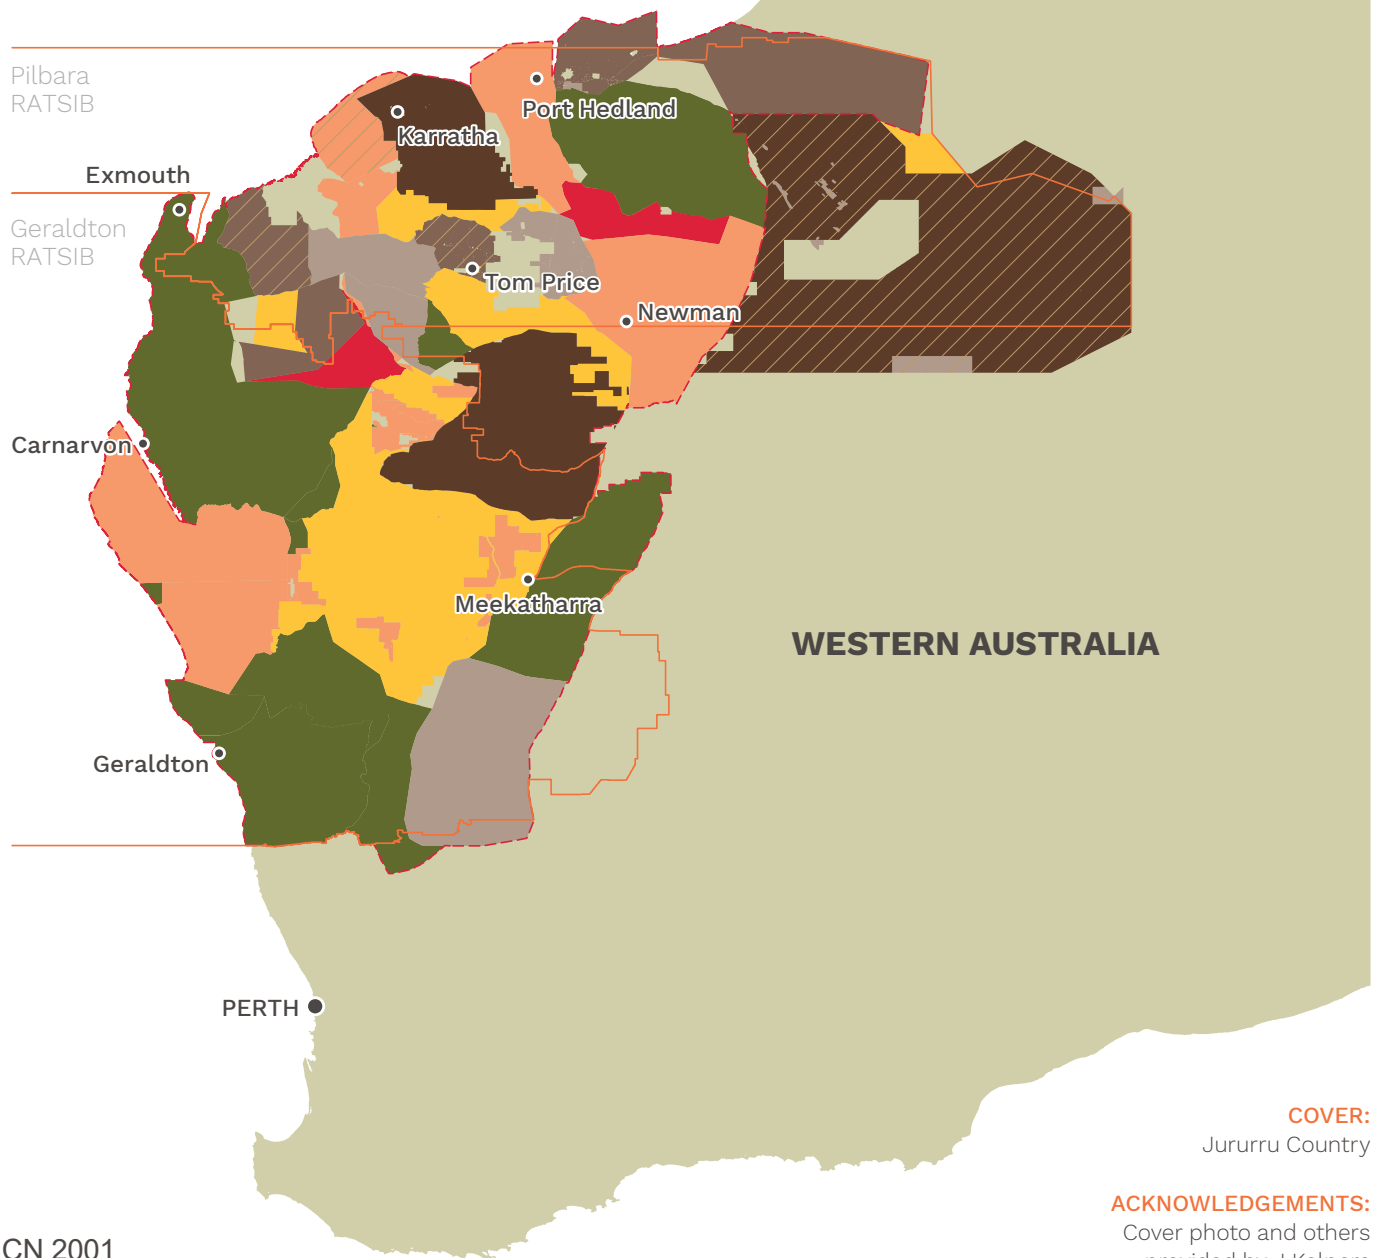 Pilbara
RATSIB
Port Hedland
Karratha
Exmouth
Geraldton
RATSIB
Tom Price
Newman
Carnarvon
Meekatharra
WESTERN AUSTRALIA
Geraldton
PERTH
COVER:
Jururru Country
ACKNOWLEDGEMENTS:
Cover photo and others
CN 2001